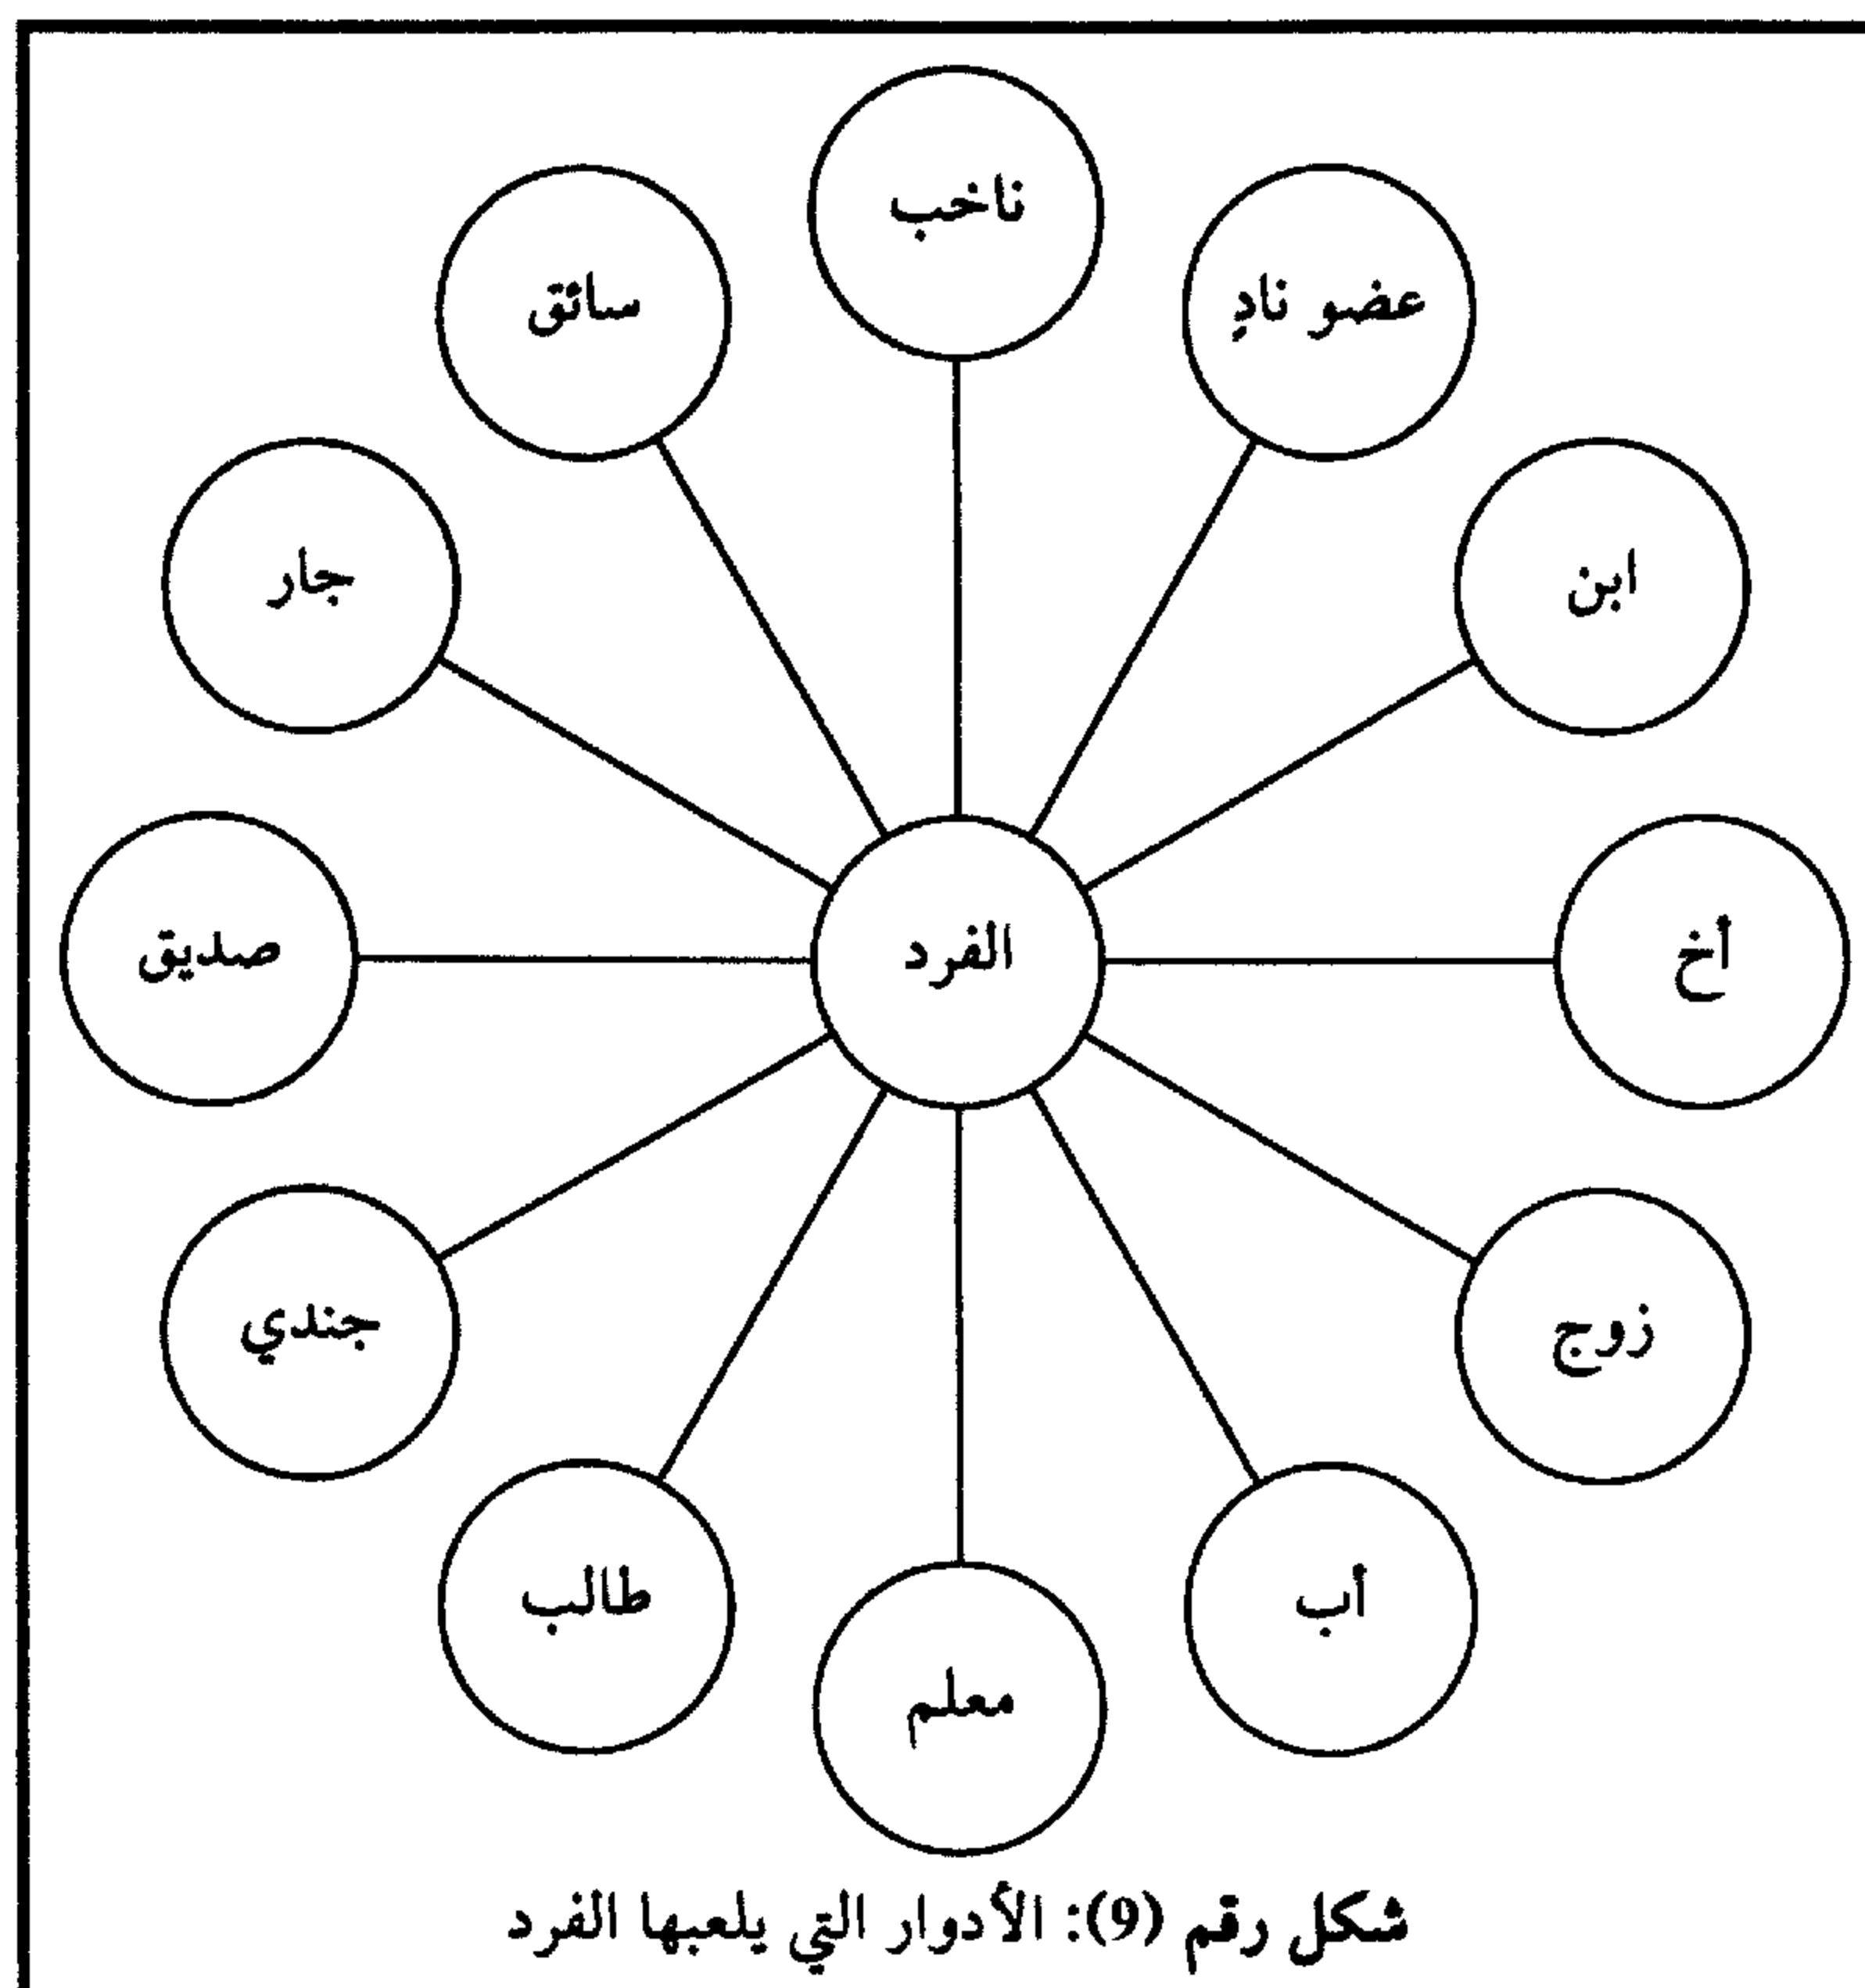 ناخب
عضو نادٍ
سائق
ابن
جار
أخ
الفرد
صديق
زوج
جندي
أب
طالب
معلم
شكل رقم (9): الأدوار التي يلعبها الفرد